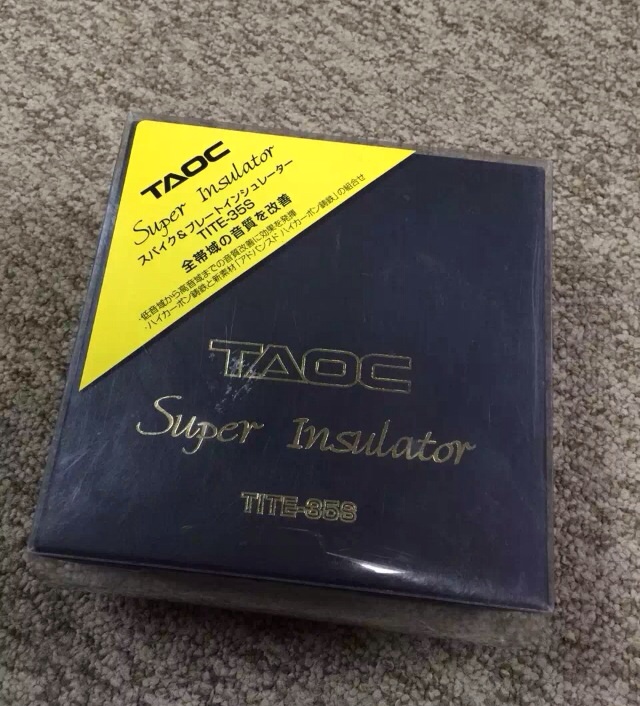 TAOC
Super Insulator
スパイク&プレートインシュレーター
TITE-35S
全帯域の音質を改善
・低音域から高音域までの音質改善に効果を発揮
・ハイカーボン鋳鉄と新素材「アドバンスド ハイカーボン鋳鉄」の組合せ
TAOC
Super Insulator
TITE-35S